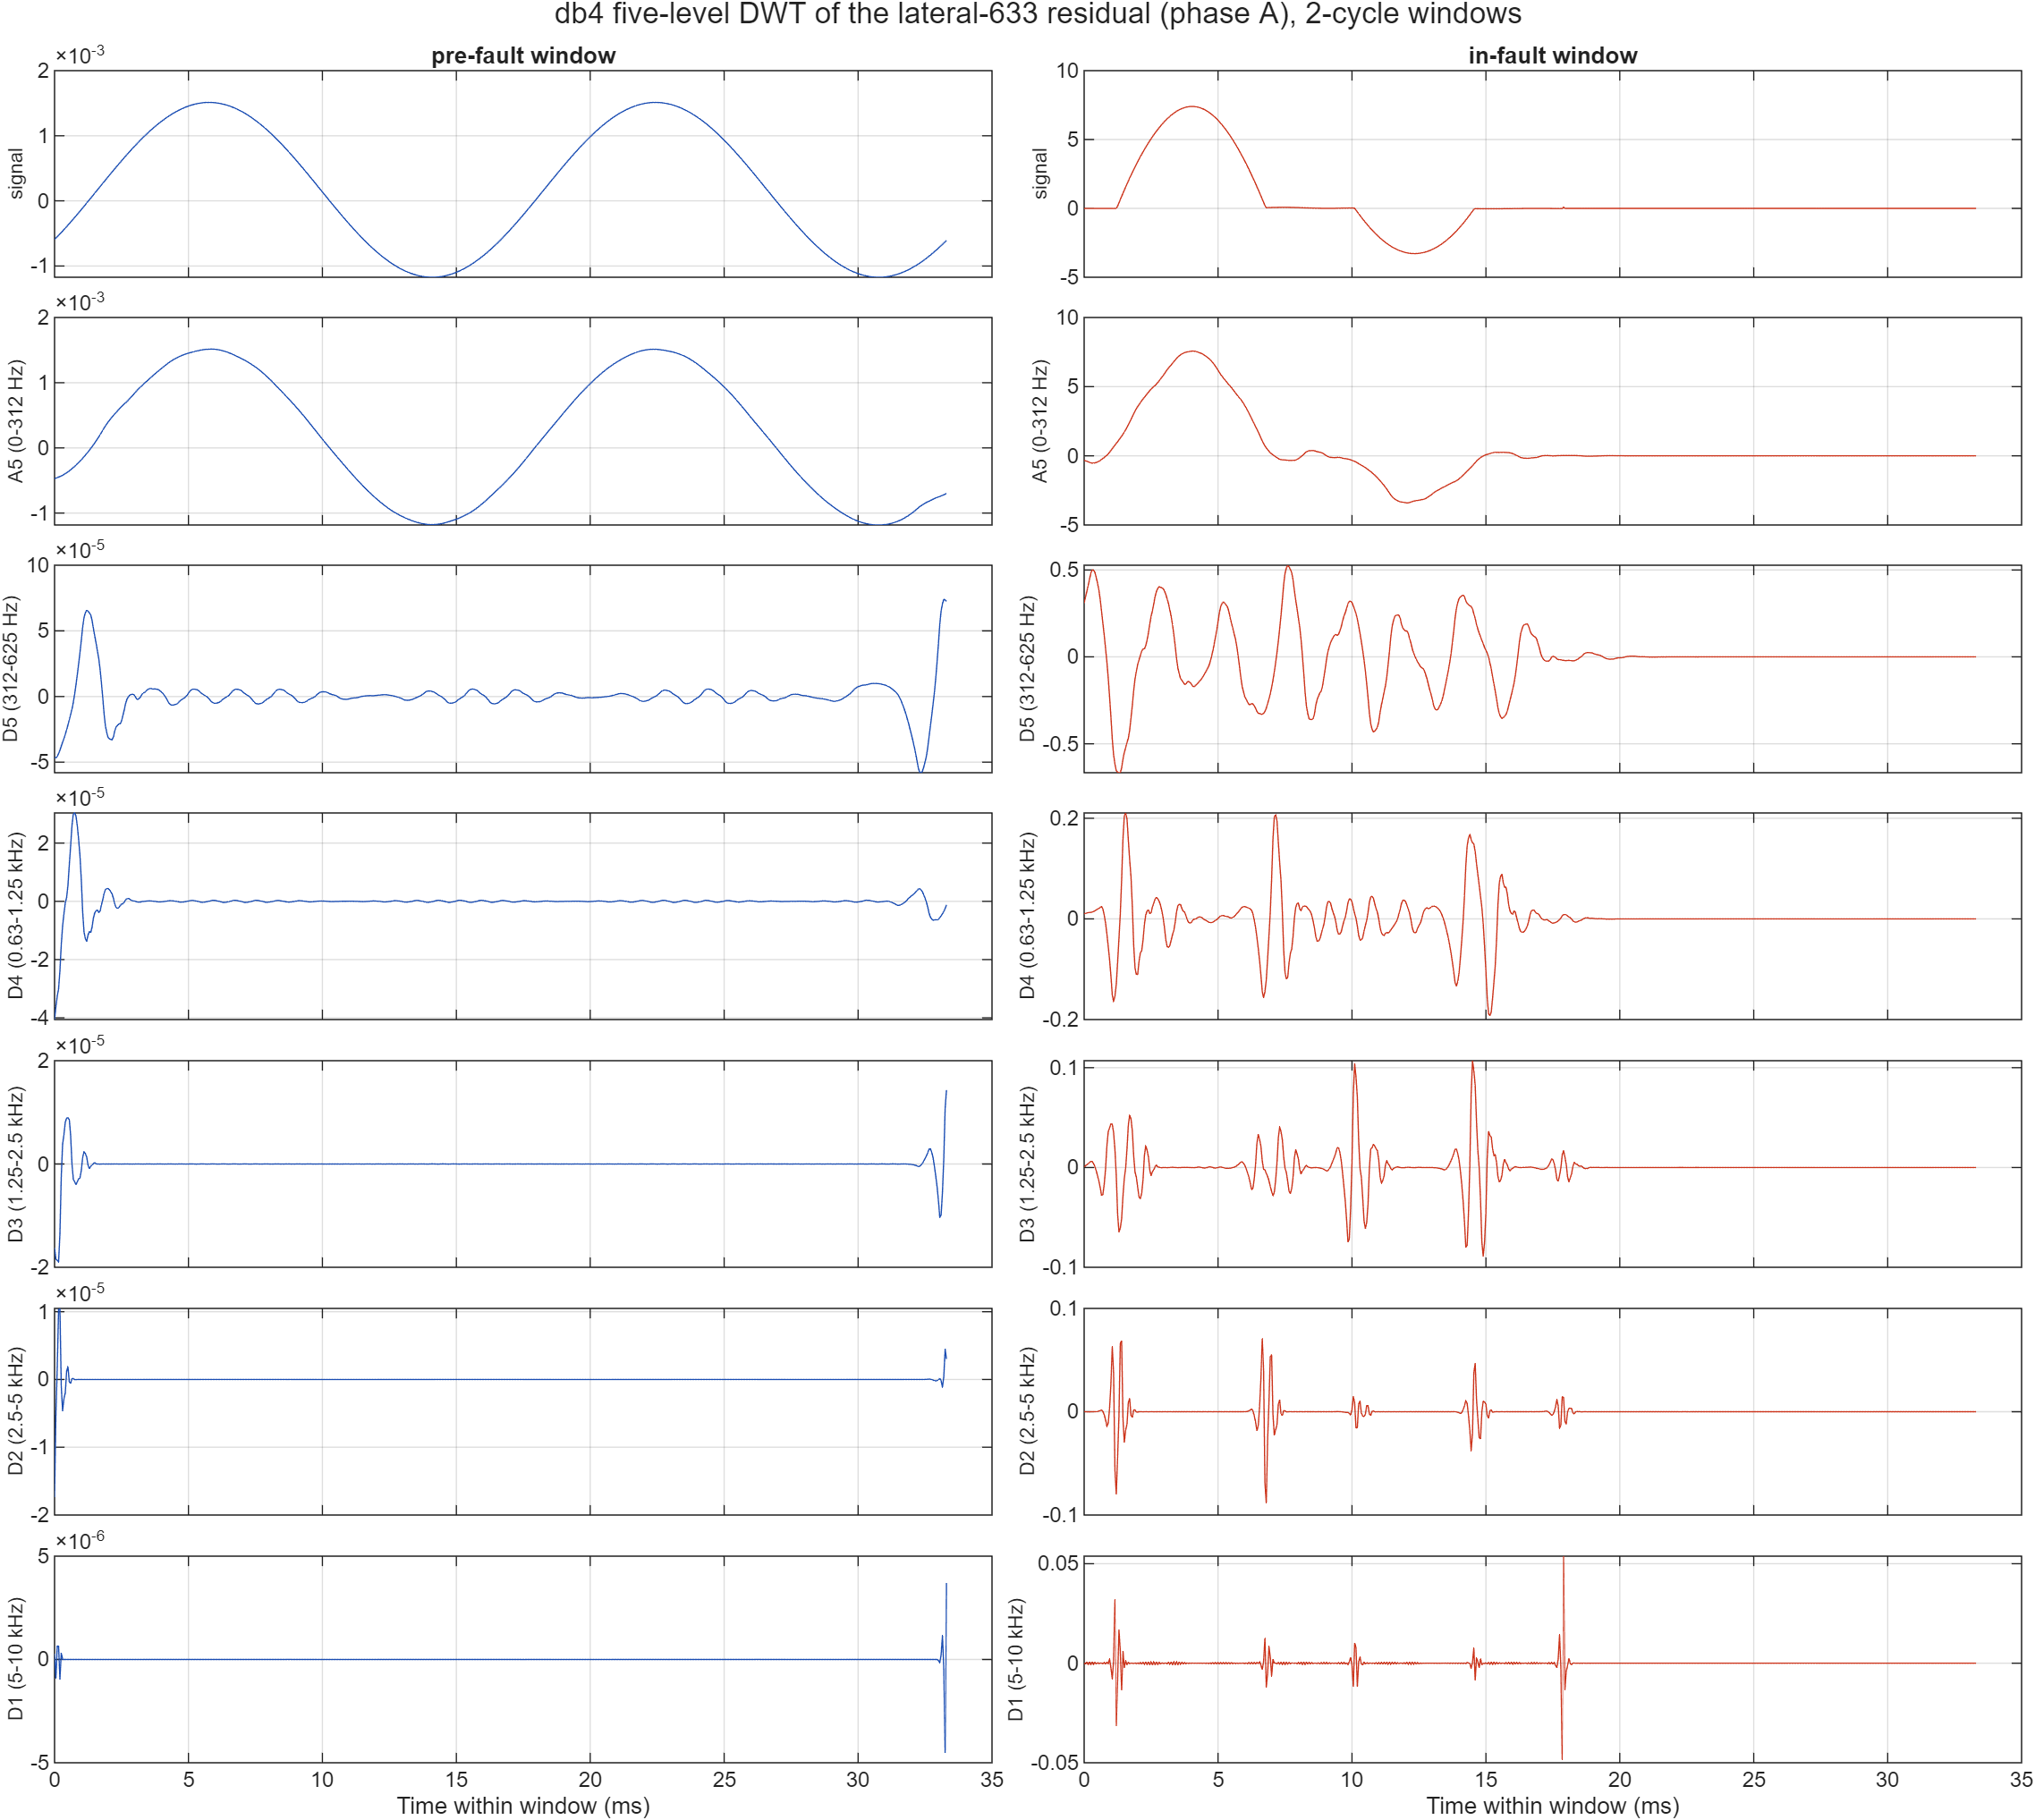 db4 five-level DWT of the lateral-633 residual (phase A), 2-cycle windows
pre-fault window
×10-3
2
1
0
-1
signal
×10-3
2
1
0
-1
A5 (0-312 Hz)
×10-5
10
5
0
-5
D5 (312-625 Hz)
×10-5
2
0
-2
-4
D4 (0.63-1.25 kHz)
×10-5
2
0
-2
D3 (1.25-2.5 kHz)
×10-5
1
0
-1
-2
D2 (2.5-5 kHz)
×10-6
5
0
-5
D1 (5-10 kHz)
0 5 10 15 20 25 30 35
Time within window (ms)
in-fault window
10
5
0
-5
signal
10
5
0
-5
A5 (0-312 Hz)
0.5
0
-0.5
D5 (312-625 Hz)
0.2
0
-0.2
D4 (0.63-1.25 kHz)
0.1
0
-0.1
D3 (1.25-2.5 kHz)
0.1
0
-0.1
D2 (2.5-5 kHz)
0.05
0
-0.05
D1 (5-10 kHz)
0 5 10 15 20 25 30 35
Time within window (ms)